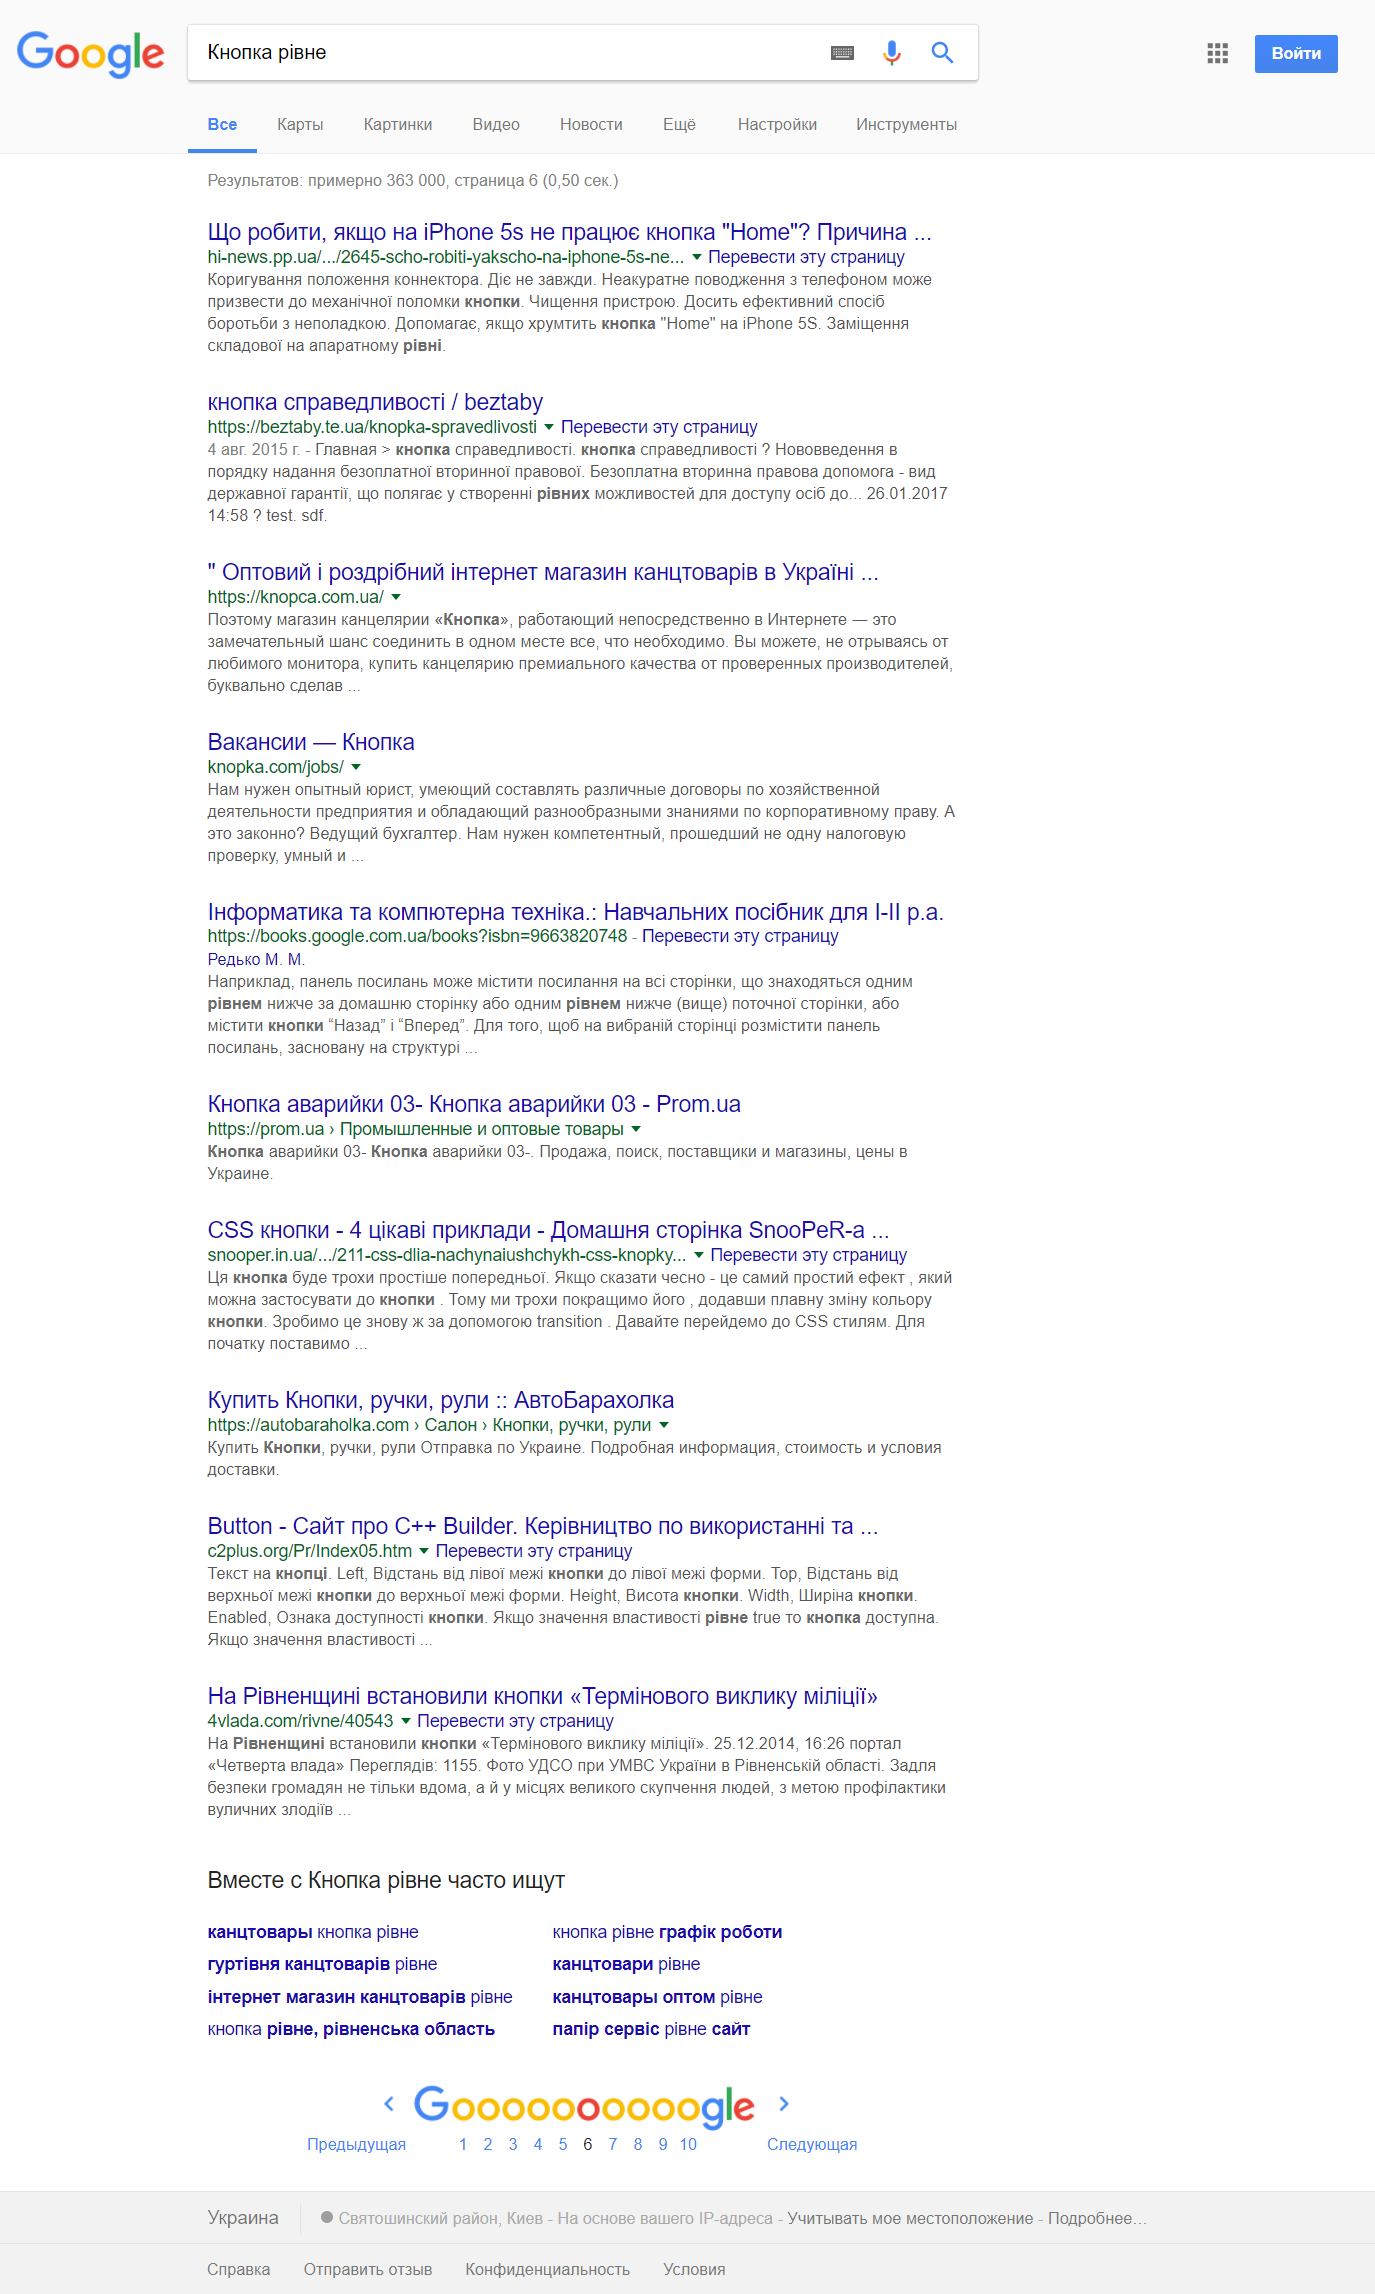 Google
Кнопка рівне
Войти
Все Карты Картинки Видео Новости Ещё Настройки Инструменты
Результатов: примерно 363 000, страница 6 (0,50 сек.)
Що робити, якщо на iPhone 5s не працює кнопка "Home"? Причина ...
hi-news.pp.ua/.../2645-scho-robiti-yakscho-na-iphone-5s-ne... Перевести эту страницу
Коригування положення коннектора. Діє не завжди. Неакуратне поводження з телефоном може
призвести до механічної поломки кнопки. Чищення пристрою. Досить ефективний спосіб
боротьби з неполадкою. Допомагає, якщо хрумтить кнопка "Home" на iPhone 5S. Заміщення
складової на апаратному рівні.
кнопка справедливості / beztaby
https://beztaby.te.ua/knopka-spravedlivosti Перевести эту страницу
4 авг. 2015 г. - Главная > кнопка справедливості. кнопка справедливості ? Нововведення в
порядку надання безоплатної вторинної правової. Безоплатна вторинна правова допомога - вид
державної гарантії, що полягає у створенні рівних можливостей для доступу осіб до... 26.01.2017
14:58 ? test. sdf.
" Оптовий і роздрібний інтернет магазин канцтоварів в Україні ...
https://knopca.com.ua/
Поэтому магазин канцелярии «Кнопка», работающий непосредственно в Интернете — это
замечательный шанс соединить в одном месте все, что необходимо. Вы можете, не отрываясь от
любимого монитора, купить канцелярию премиального качества от проверенных производителей,
буквально сделав ...
Вакансии — Кнопка
knopka.com/jobs/
Нам нужен опытный юрист, умеющий составлять различные договоры по хозяйственной
деятельности предприятия и обладающий разнообразными знаниями по корпоративному праву. А
это законно? Ведущий бухгалтер. Нам нужен компетентный, прошедший не одну налоговую
проверку, умный и ...
Інформатика та компютерна техніка.: Навчальних посібник для I-II р.а.
https://books.google.com.ua/books?isbn=9663820748 - Перевести эту страницу
Редько М. М.
Наприклад, панель посилань може містити посилання на всі сторінки, що знаходяться одним
рівнем нижче за домашню сторінку або одним рівнем нижче (вище) поточної сторінки, або
містити кнопки “Назад” і “Вперед”. Для того, щоб на вибраній сторінці розмістити панель
посилань, засновану на структурі ...
Кнопка аварийки 03- Кнопка аварийки 03 - Prom.ua
https://prom.ua › Промышленные и оптовые товары
Кнопка аварийки 03- Кнопка аварийки 03-. Продажа, поиск, поставщики и магазины, цены в
Украине.
CSS кнопки - 4 цікаві приклади - Домашня сторінка SnooPeR-а ...
snooper.in.ua/.../211-css-dlia-nachynaiushchykh-css-knopky... Перевести эту страницу
Ця кнопка буде трохи простіше попередньої. Якщо сказати чесно - це самий простий ефект , який
можна застосувати до кнопки . Тому ми трохи покращимо його , додавши плавну зміну кольору
кнопки. Зробимо це знову ж за допомогою transition . Давайте перейдемо до CSS стилям. Для
початку поставимо ...
Купить Кнопки, ручки, рули :: АвтоБарахолка
https://autobaraholka.com › Салон › Кнопки, ручки, рули
Купить Кнопки, ручки, рули Отправка по Украине. Подробная информация, стоимость и условия
доставки.
Button - Сайт про C++ Builder. Керівництво по використанні та ...
c2plus.org/Pr/Index05.htm Перевести эту страницу
Текст на кнопці. Left, Відстань від лівої межі кнопки до лівої межі форми. Top, Відстань від
верхньої межі кнопки до верхньої межі форми. Height, Висота кнопки. Width, Ширіна кнопки.
Enabled, Ознака доступності кнопки. Якщо значення властивості рівне true то кнопка доступна.
Якщо значення властивості ...
На Рівненщині встановили кнопки «Термінового виклику міліції»
4vlada.com/rivne/40543 Перевести эту страницу
На Рівненщині встановили кнопки «Термінового виклику міліції». 25.12.2014, 16:26 портал
«Четверта влада» Переглядів: 1155. Фото УДСО при УМВС України в Рівненській області. Задля
безпеки громадян не тільки вдома, а й у місцях великого скупчення людей, з метою профілактики
вуличних злодіїв ...
Вместе с Кнопка рівне часто ищут
канцтовары кнопка рівне кнопка рівне графік роботи
гуртівня канцтоварів рівне канцтовари рівне
інтернет магазин канцтоварів рівне канцтовары оптом рівне
кнопка рівне, рівненська область папір сервіс рівне сайт
Goooooooooogle
Предыдущая 1 2 3 4 5 6 7 8 9 10 Следующая
Украина Святошинский район, Киев - На основе вашего IP-адреса - Учитывать мое местоположение - Подробнее…
Справка Отправить отзыв Конфиденциальность Условия